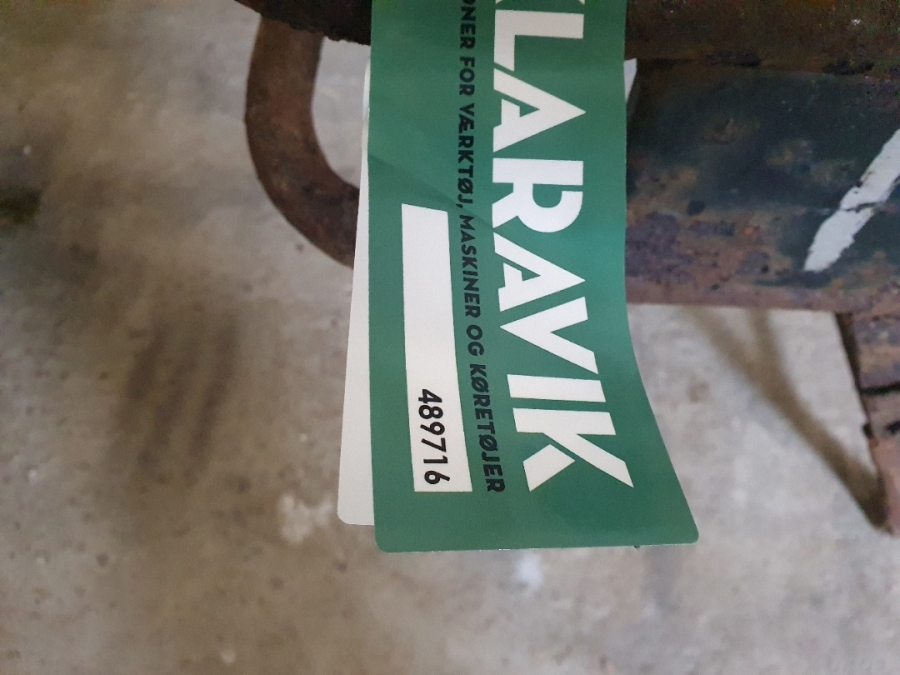 KLARAVIK
ONER FOR VÆRKTØJ, MASKINER OG KØRETØJER
489716